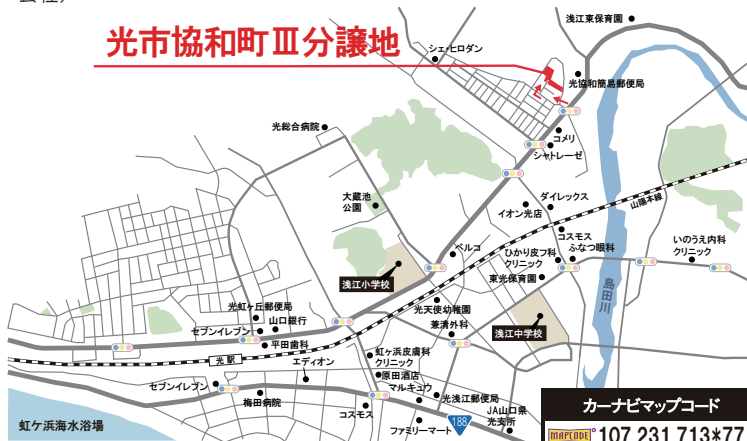 光市協和町Ⅲ分譲地
浅江東保育園
シェ・ヒロダン
光協和簡易郵便局
光総合病院
コメリ
シャトレーゼ
大蔵池
公園
ダイレックス
イオン光店
山陽本線
コスモス
ふなつ眼科
いのうえ内科
クリニック
ベルコ
ひかり皮フ科
クリニック
東光保育園
浅江小学校
島田川
光天使幼稚園
兼清外科
浅江中学校
光虹ヶ丘郵便局
山口銀行
セブンイレブン
平田歯科
光駅
エディオン
虹ヶ浜皮膚科
クリニック
原田酒店
マルキュウ
セブンイレブン
梅田病院
光浅江郵便局
コスモス
188
JA山口県
光支所
ファミリーマート
虹ケ浜海水浴場
カーナビマップコード
MAPCODE 107 231 713*77